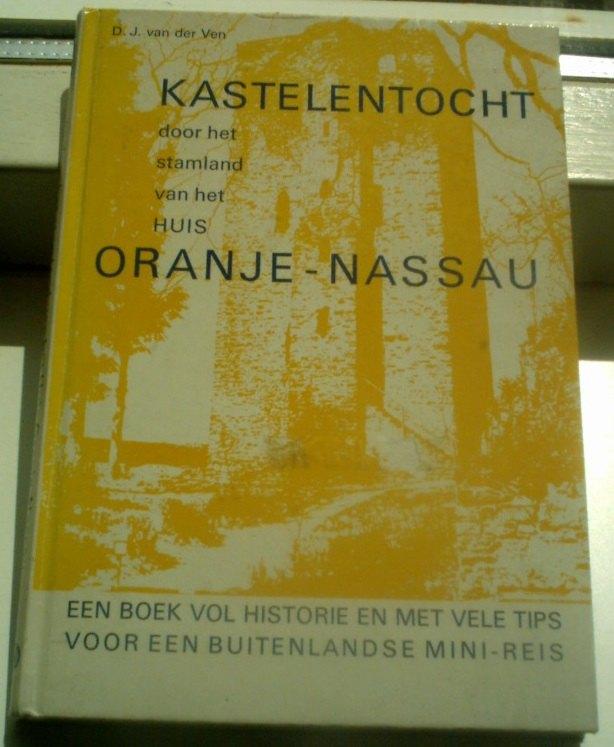 D. J. van der Ven
KASTELENTOCHT
door het
stamland
van het
HUIS
ORANJE-NASSAU
EEN BOEK VOL HISTORIE EN MET VELE TIPS
VOOR EEN BUITENLANDSE MINI-REIS